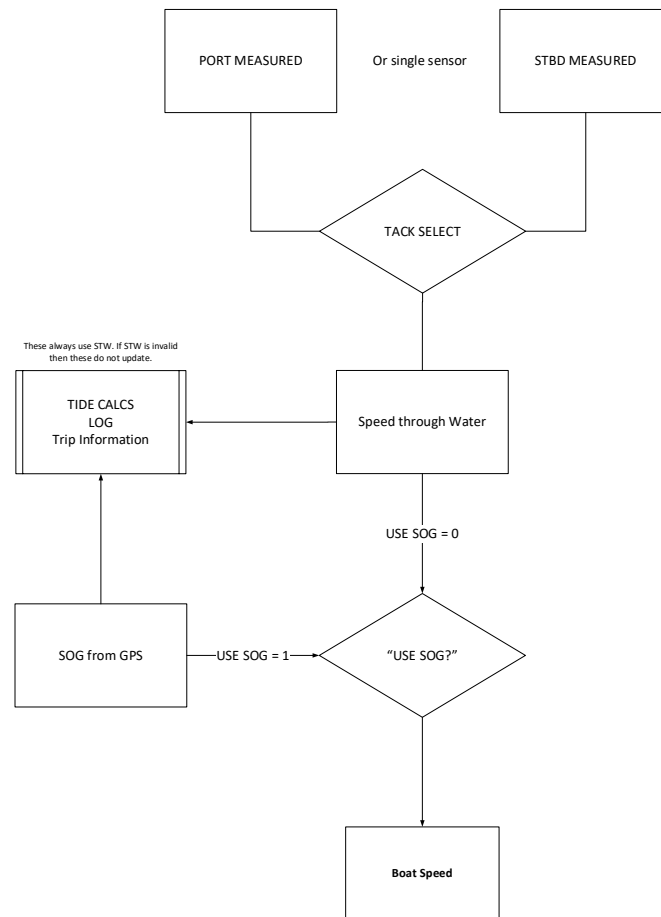 PORT MEASURED
Or single sensor
STBD MEASURED
TACK SELECT
These always use STW. If STW is invalid
then these do not update.
TIDE CALCS
LOG
Trip Information
Speed through Water
USE SOG = 0
SOG from GPS
USE SOG = 1
“USE SOG?”
Boat Speed